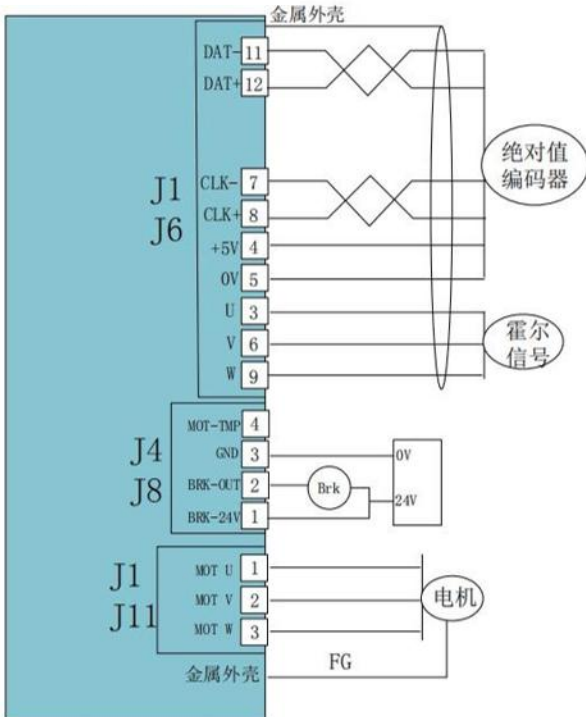 金属外壳
DAT- 11
DAT+ 12
绝对值
编码器
J1
J6
CLK- 7
CLK+ 8
+5V 4
0V 5
U 3
V 6
W 9
霍尔
信号
J4
J8
MOT-TMP 4
GND 3
BRK-OUT 2
BRK-24V 1
Brk
0V
24V
J1
J11
MOT U 1
MOT V 2
MOT W 3
电机
金属外壳
FG